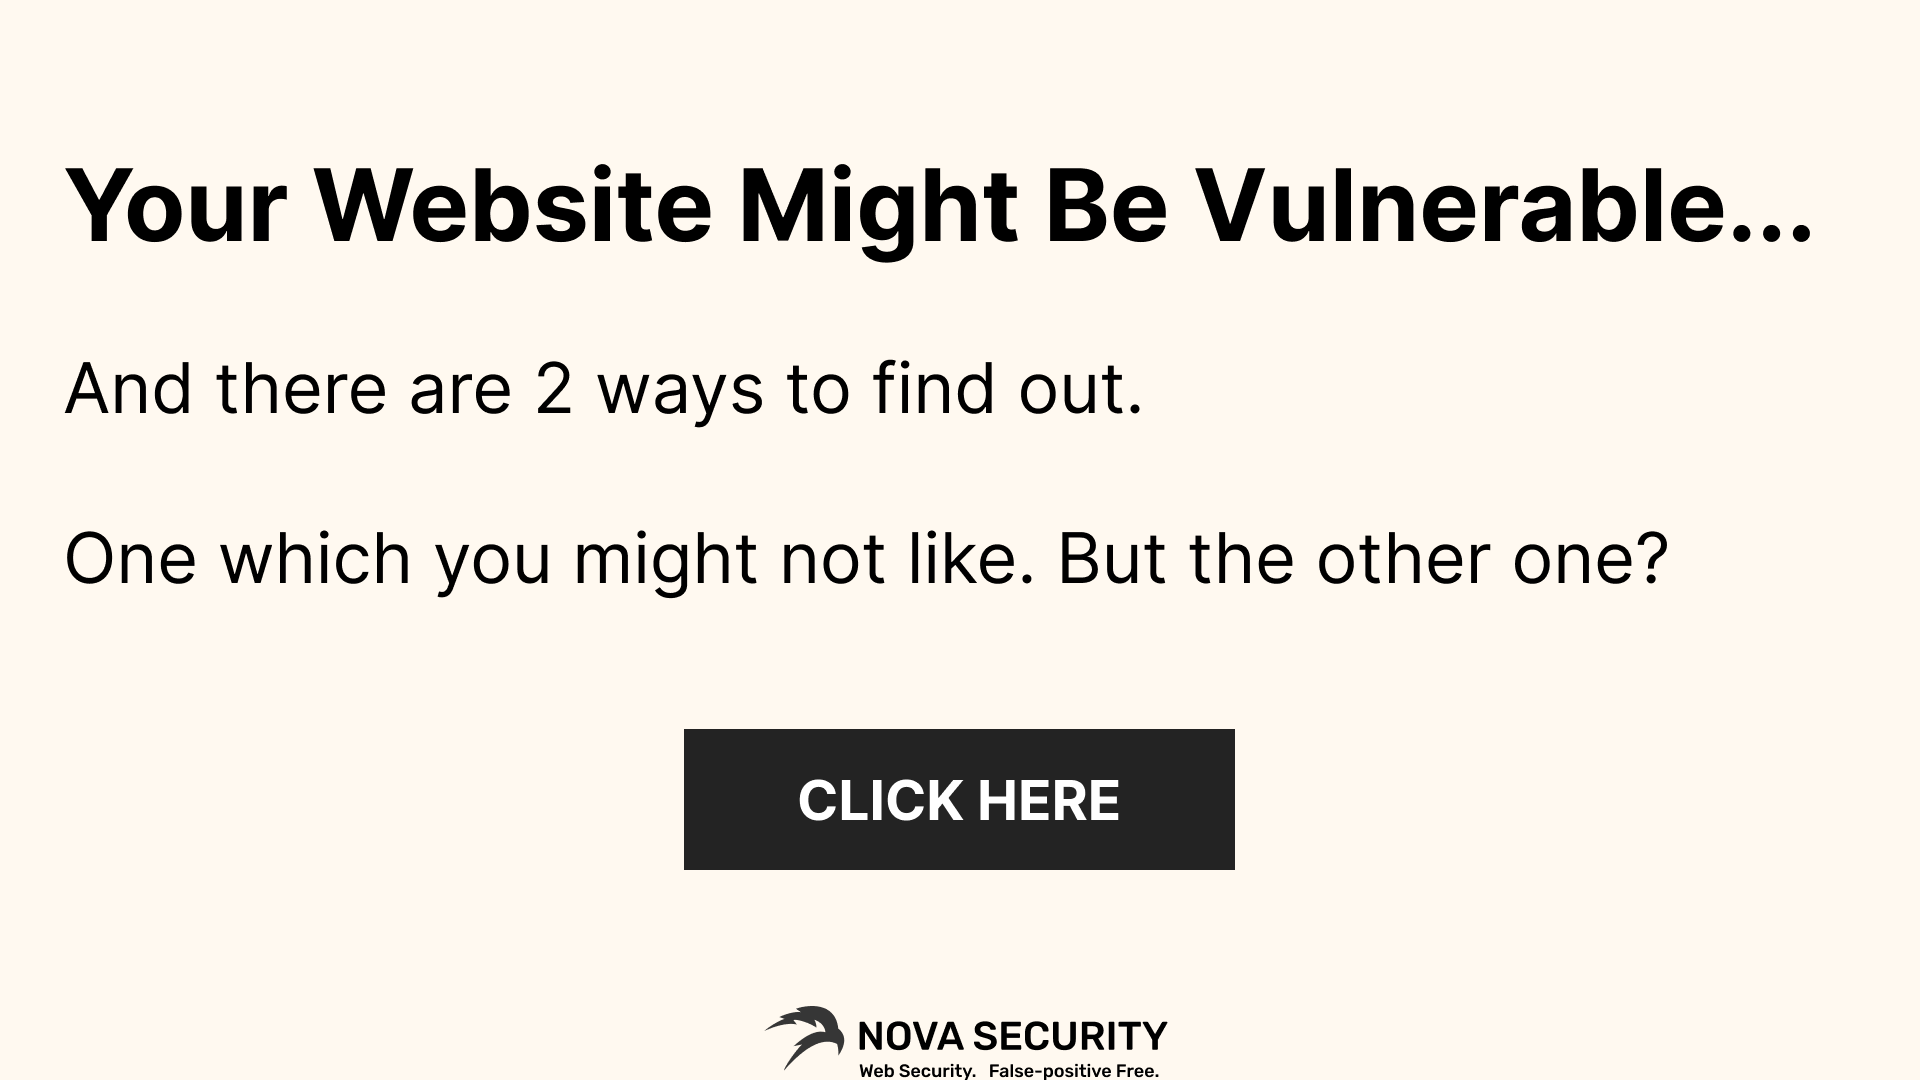 Your Website Might Be Vulnerable...
And there are 2 ways to find out.
One which you might not like. But the other one?
CLICK HERE
NOVA SECURITY
Web Security. False-positive Free.